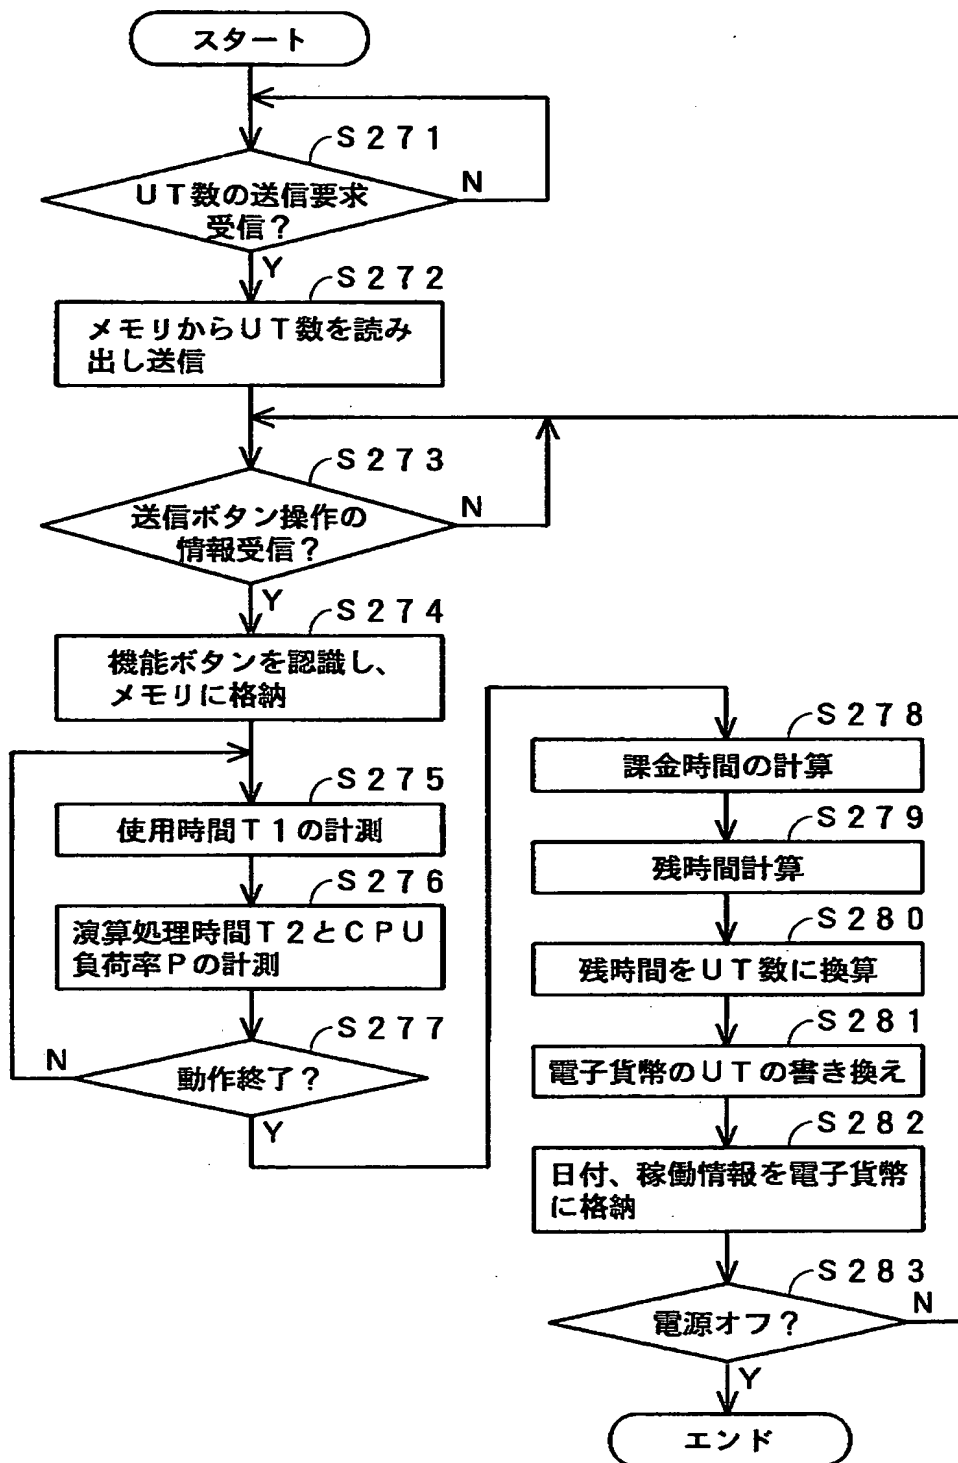 スタート
S271
UT数の送信要求
受信？
N
Y
S272
メモリからUT数を読み
出し送信
S273
送信ボタン操作の
情報受信？
N
Y
S274
機能ボタンを認識し、
メモリに格納
S275
使用時間T1の計測
S276
演算処理時間T2とCPU
負荷率Pの計測
S277
動作終了？
N
Y
S278
課金時間の計算
S279
残時間計算
S280
残時間をUT数に換算
S281
電子貨幣のUTの書き換え
S282
日付、稼働情報を電子貨幣
に格納
S283
電源オフ？
N
Y
エンド